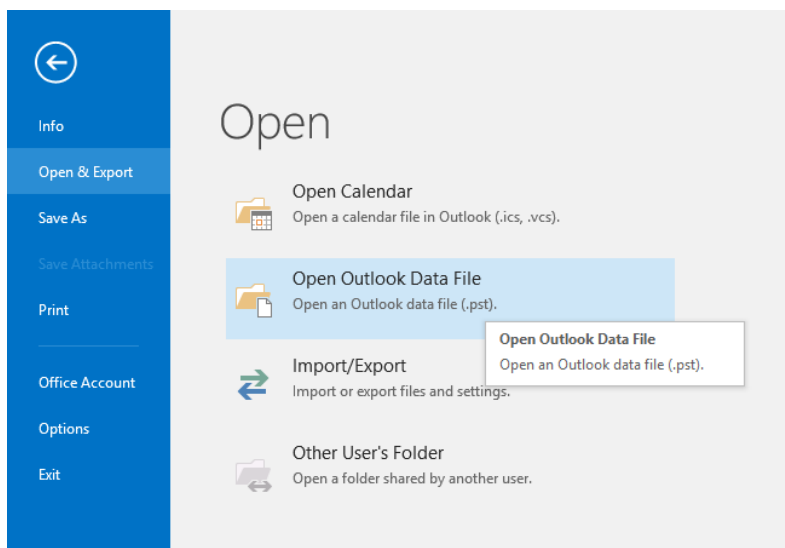 Info
Open & Export
Save As
Save Attachments
Print
Office Account
Options
Exit
Open
Open Calendar
Open a calendar file in Outlook (.ics, .vcs).
Open Outlook Data File
Open an Outlook data file (.pst).
Open Outlook Data File
Open an Outlook data file (.pst).
Import/Export
Import or export files and settings.
Other User's Folder
Open a folder shared by another user.